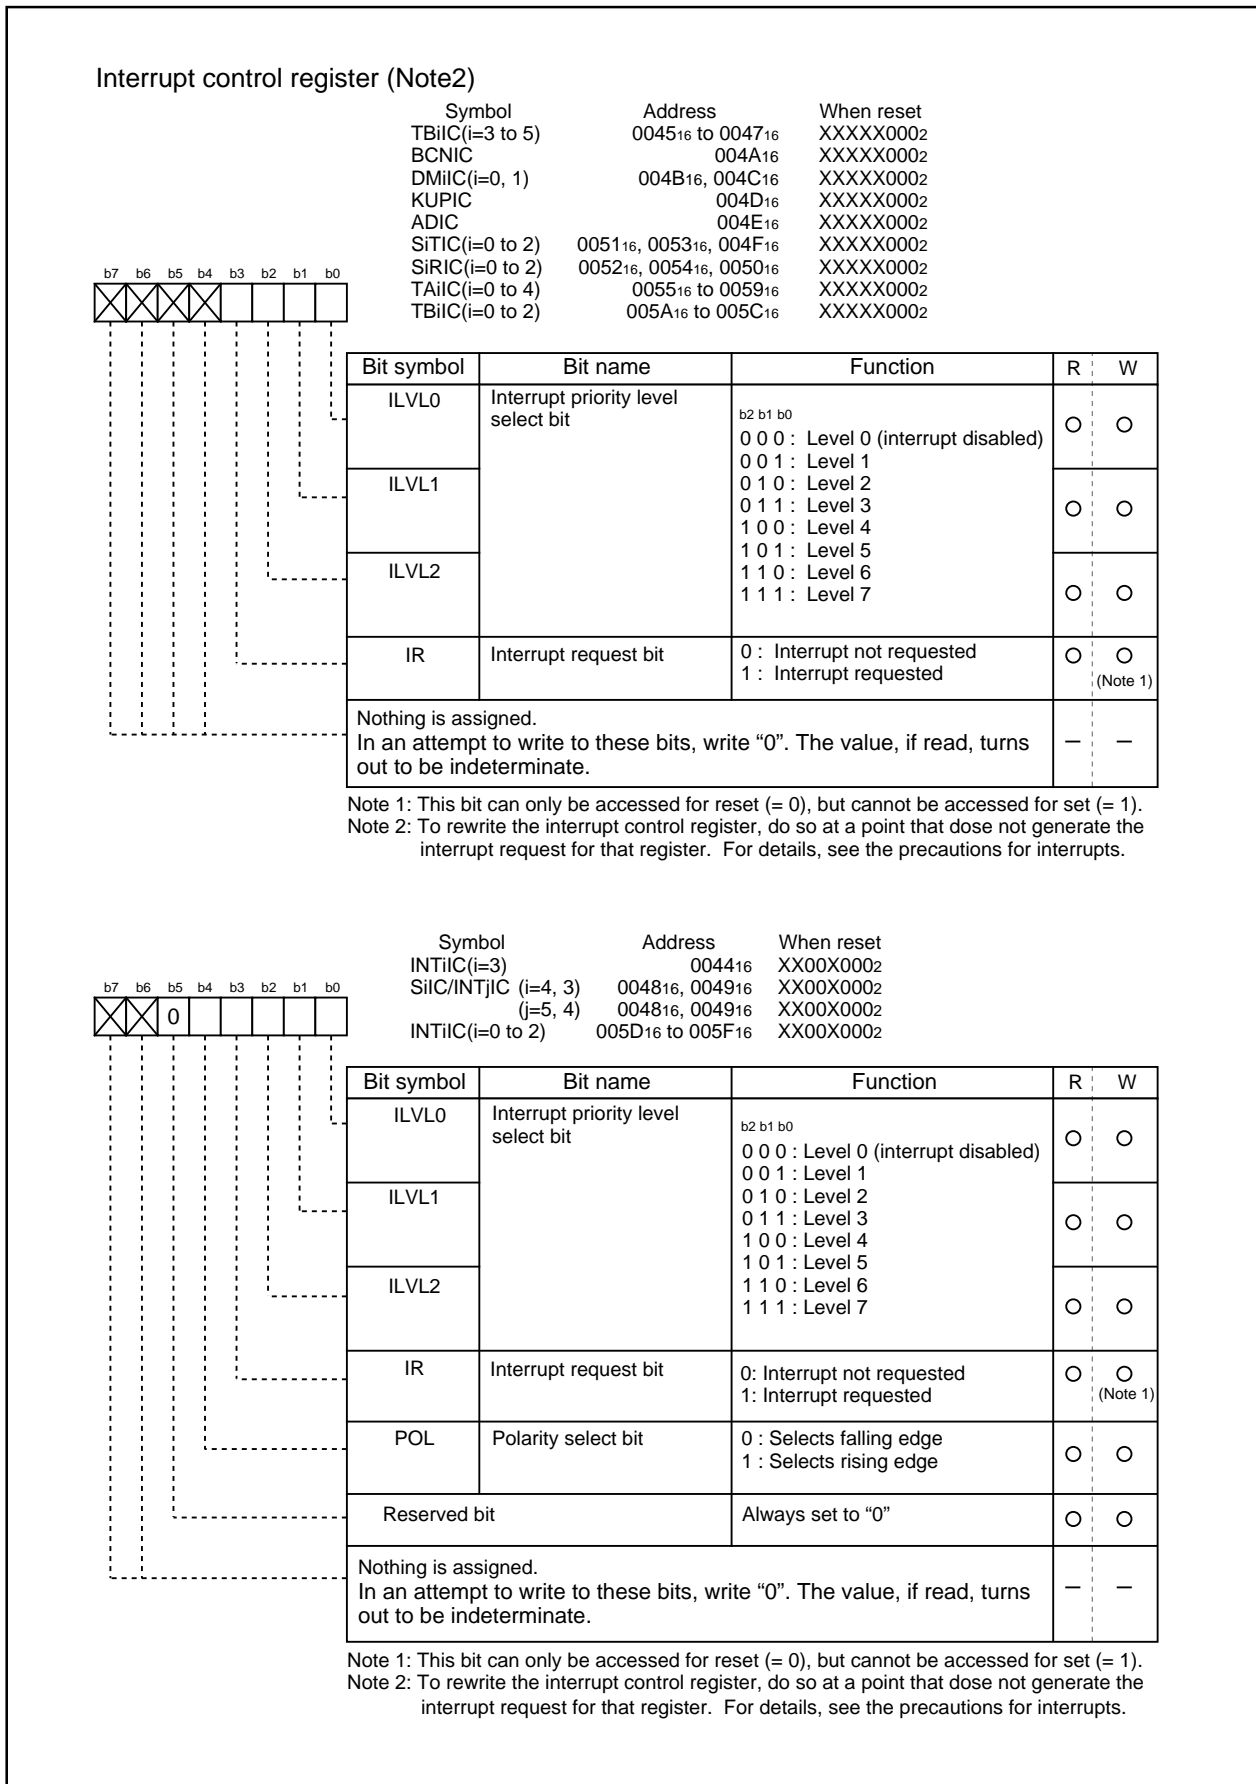 Interrupt control register (Note2)
Symbol Address When reset
TBiIC(i=3 to 5) 004516 to 004716 XXXXX0002
BCNIC 004A16 XXXXX0002
DMiIC(i=0, 1) 004B16, 004C16 XXXXX0002
KUPIC 004D16 XXXXX0002
ADIC 004E16 XXXXX0002
SiTIC(i=0 to 2) 005116, 005316, 004F16 XXXXX0002
SiRIC(i=0 to 2) 005216, 005416, 005016 XXXXX0002
TAiIC(i=0 to 4) 005516 to 005916 XXXXX0002
TBiIC(i=0 to 2) 005A16 to 005C16 XXXXX0002
b7 b6 b5 b4 b3 b2 b1 b0
Bit symbol Bit name Function R W
ILVL0 Interrupt priority level
select bit
b2 b1 b0
0 0 0 : Level 0 (interrupt disabled)
0 0 1 : Level 1
ILVL1 0 1 0 : Level 2
0 1 1 : Level 3
1 0 0 : Level 4
1 0 1 : Level 5
ILVL2 1 1 0 : Level 6
1 1 1 : Level 7
IR Interrupt request bit 0 : Interrupt not requested
1 : Interrupt requested (Note 1)
Nothing is assigned.
In an attempt to write to these bits, write “0”. The value, if read, turns – –
out to be indeterminate.
Note 1: This bit can only be accessed for reset (= 0), but cannot be accessed for set (= 1).
Note 2: To rewrite the interrupt control register, do so at a point that dose not generate the
interrupt request for that register. For details, see the precautions for interrupts.
Symbol Address When reset
INTiIC(i=3) 004416 XX00X0002
SiIC/INTjIC (i=4, 3) 004816, 004916 XX00X0002
(j=5, 4) 004816, 004916 XX00X0002
INTiIC(i=0 to 2) 005D16 to 005F16 XX00X0002
b7 b6 b5 b4 b3 b2 b1 b0
0
Bit symbol Bit name Function R W
ILVL0 Interrupt priority level
select bit
b2 b1 b0
0 0 0 : Level 0 (interrupt disabled)
0 0 1 : Level 1
ILVL1 0 1 0 : Level 2
0 1 1 : Level 3
1 0 0 : Level 4
1 0 1 : Level 5
ILVL2 1 1 0 : Level 6
1 1 1 : Level 7
IR Interrupt request bit 0: Interrupt not requested
1: Interrupt requested (Note 1)
POL Polarity select bit 0 : Selects falling edge
1 : Selects rising edge
Reserved bit Always set to “0”
Nothing is assigned.
In an attempt to write to these bits, write “0”. The value, if read, turns – –
out to be indeterminate.
Note 1: This bit can only be accessed for reset (= 0), but cannot be accessed for set (= 1).
Note 2: To rewrite the interrupt control register, do so at a point that dose not generate the
interrupt request for that register. For details, see the precautions for interrupts.